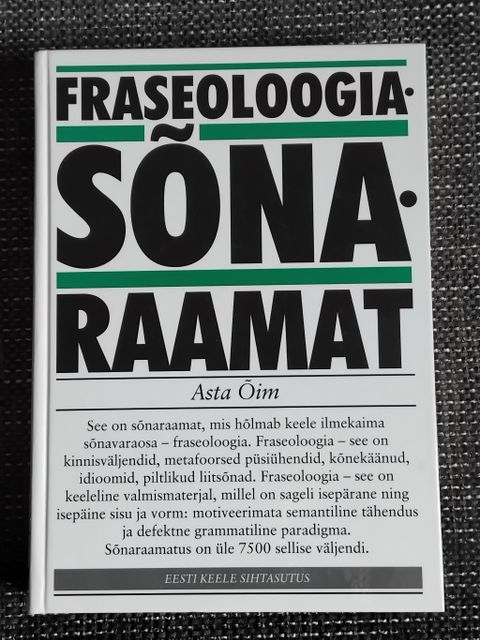 FRASEOLOOGIA·
SÕNA·
RAAMAT
Asta Õim
See on sõnaraamat, mis hõlmab keele ilmekaima
sõnavaraosa – fraseoloogia. Fraseoloogia – see on
kinnisväljendid, metafoorsed püsiühendid, kõnekäänud,
idioomid, piltlikud liitsõnad. Fraseoloogia – see on
keeleline valmismaterjal, millel on sageli isepärane ning
isepäine sisu ja vorm: motiveerimata semantiline tähendus
ja defektne grammatiline paradigma.
Sõnaraamatus on üle 7500 sellise väljendi.
EESTI KEELE SIHTASUTUS